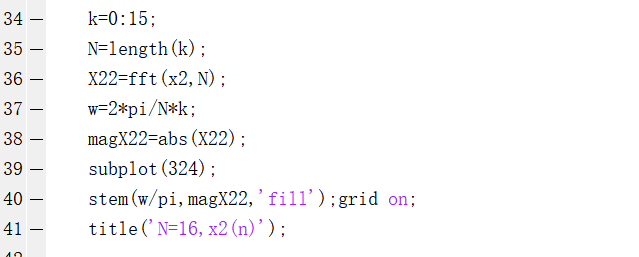 34 — k=0:15;
35 — N=length(k);
36 — X22=fft(x2,N);
37 — w=2*pi/N*k;
38 — magX22=abs(X22);
39 — subplot(324);
40 — stem(w/pi,magX22,'fill');grid on;
41 — title('N=16,x2(n)');